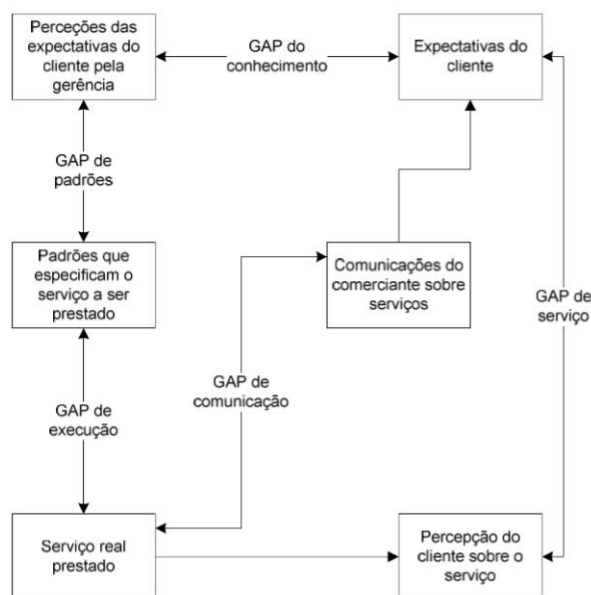 Perceções das
expectativas do
cliente pela
gerência
GAP do
conhecimento
Expectativas do
cliente
GAP de
padrões
Padrões que
especificam o
serviço a ser
prestado
Comunicações do
comerciante sobre
serviços
GAP de
serviço
GAP de
comunicação
GAP de
execução
Serviço real
prestado
Percepção do
cliente sobre o
serviço